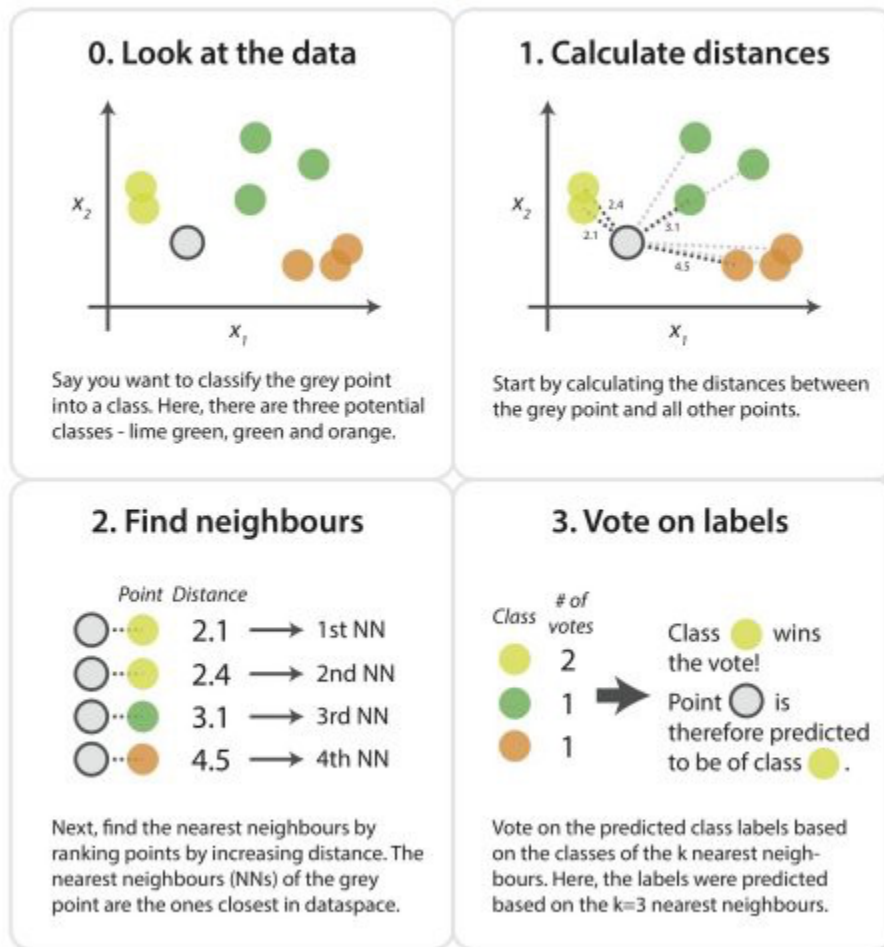 0. Look at the data
x2
x1
Say you want to classify the grey point
into a class. Here, there are three potential
classes - lime green, green and orange.
1. Calculate distances
x2
2.4
2.1
3.1
4.5
x1
Start by calculating the distances between
the grey point and all other points.
2. Find neighbours
Point Distance
2.1 1st NN
2.4 2nd NN
3.1 3rd NN
4.5 4th NN
Next, find the nearest neighbours by
ranking points by increasing distance. The
nearest neighbours (NNs) of the grey
point are the ones closest in dataspace.
3. Vote on labels
Class # of
votes
2
1
1
Class wins
the vote!
Point is
therefore predicted
to be of class .
Vote on the predicted class labels based
on the classes of the k nearest neigh-
bours. Here, the labels were predicted
based on the k=3 nearest neighbours.